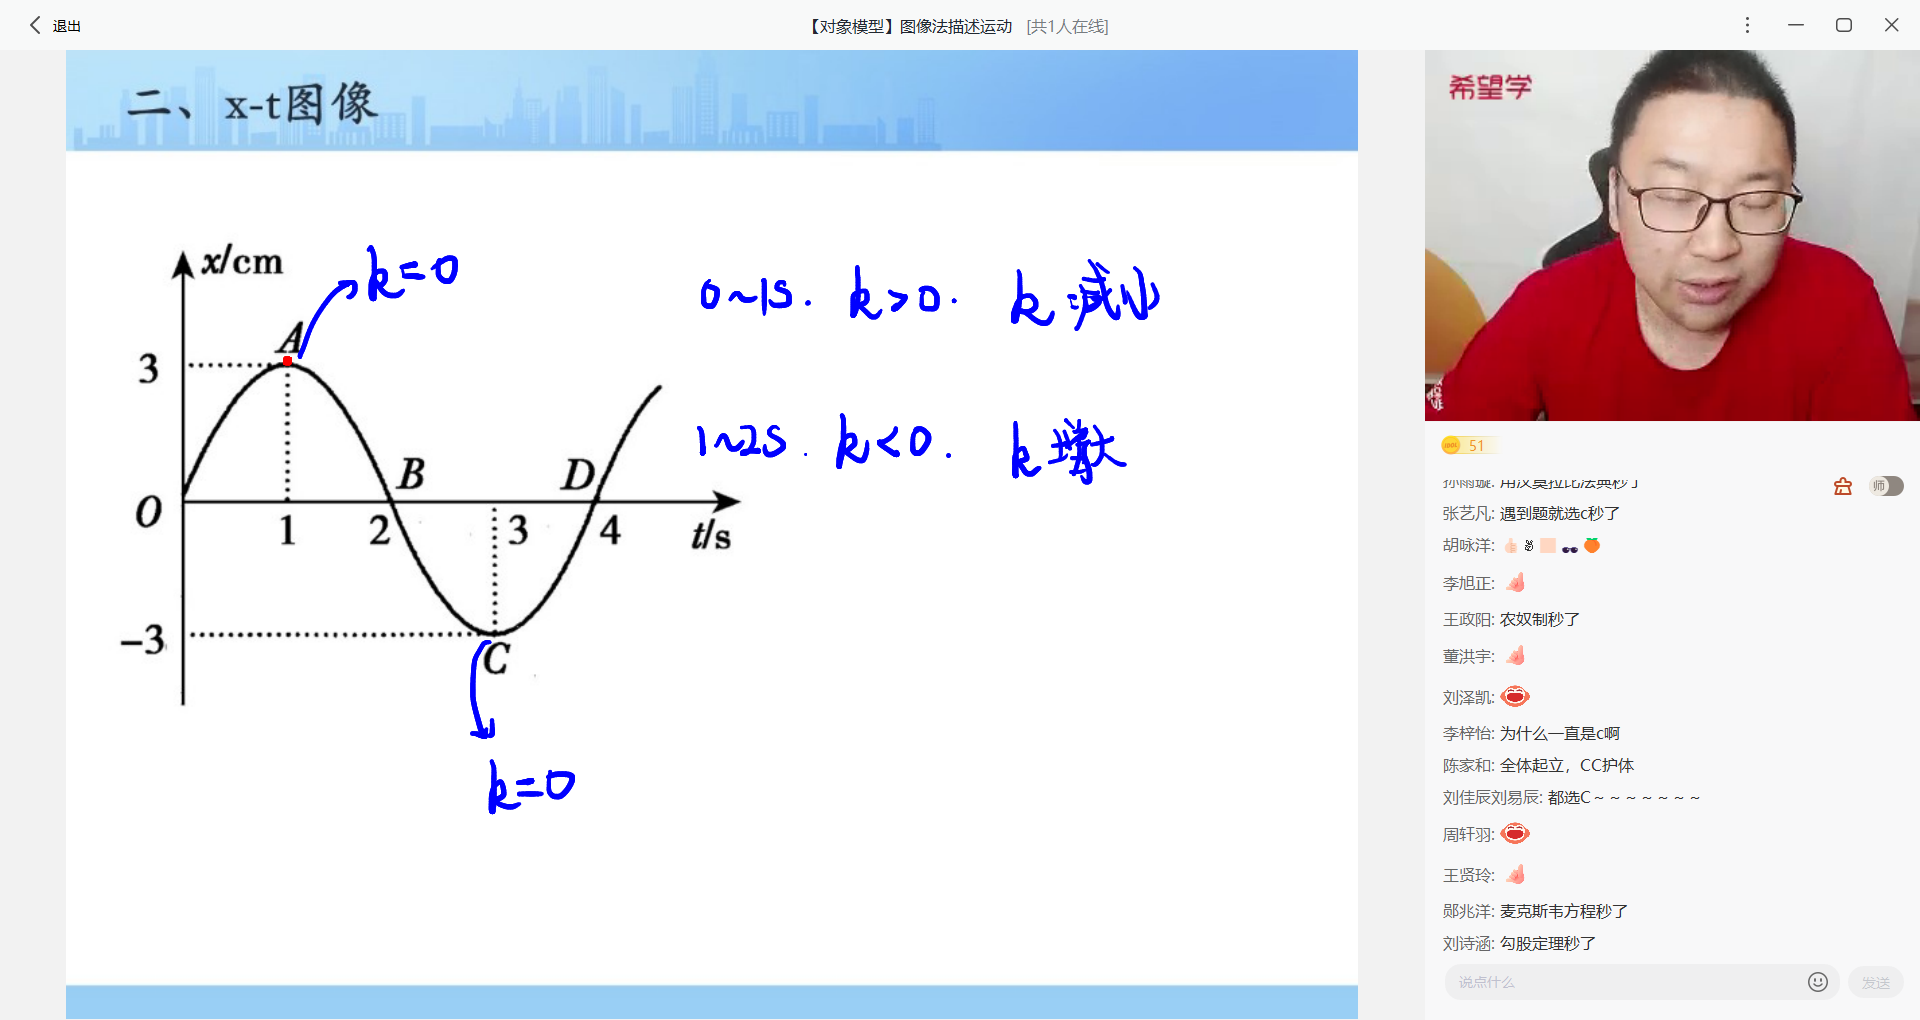 退出
【对象模型】图像法描述运动 [共1人在线]
二、x-t图像
x/cm
k=0
A
3
B
D
O
1
2
3
4
t/s
-3
C
k=0
0~1s. k>0. k减小
1~2s. k<0. k增大
希望学
51
孙雨璇: 用汉莫拉比法典秒了
师
张艺凡: 遇到题就选c秒了
胡咏洋:
李旭正:
王政阳: 农奴制秒了
董洪宇:
刘泽凯:
李梓怡: 为什么一直是c啊
陈家和: 全体起立，CC护体
刘佳辰刘易辰: 都选C~~~~~~~
周轩羽:
王贤玲:
郧兆洋: 麦克斯韦方程秒了
刘诗涵: 勾股定理秒了
说点什么
发送